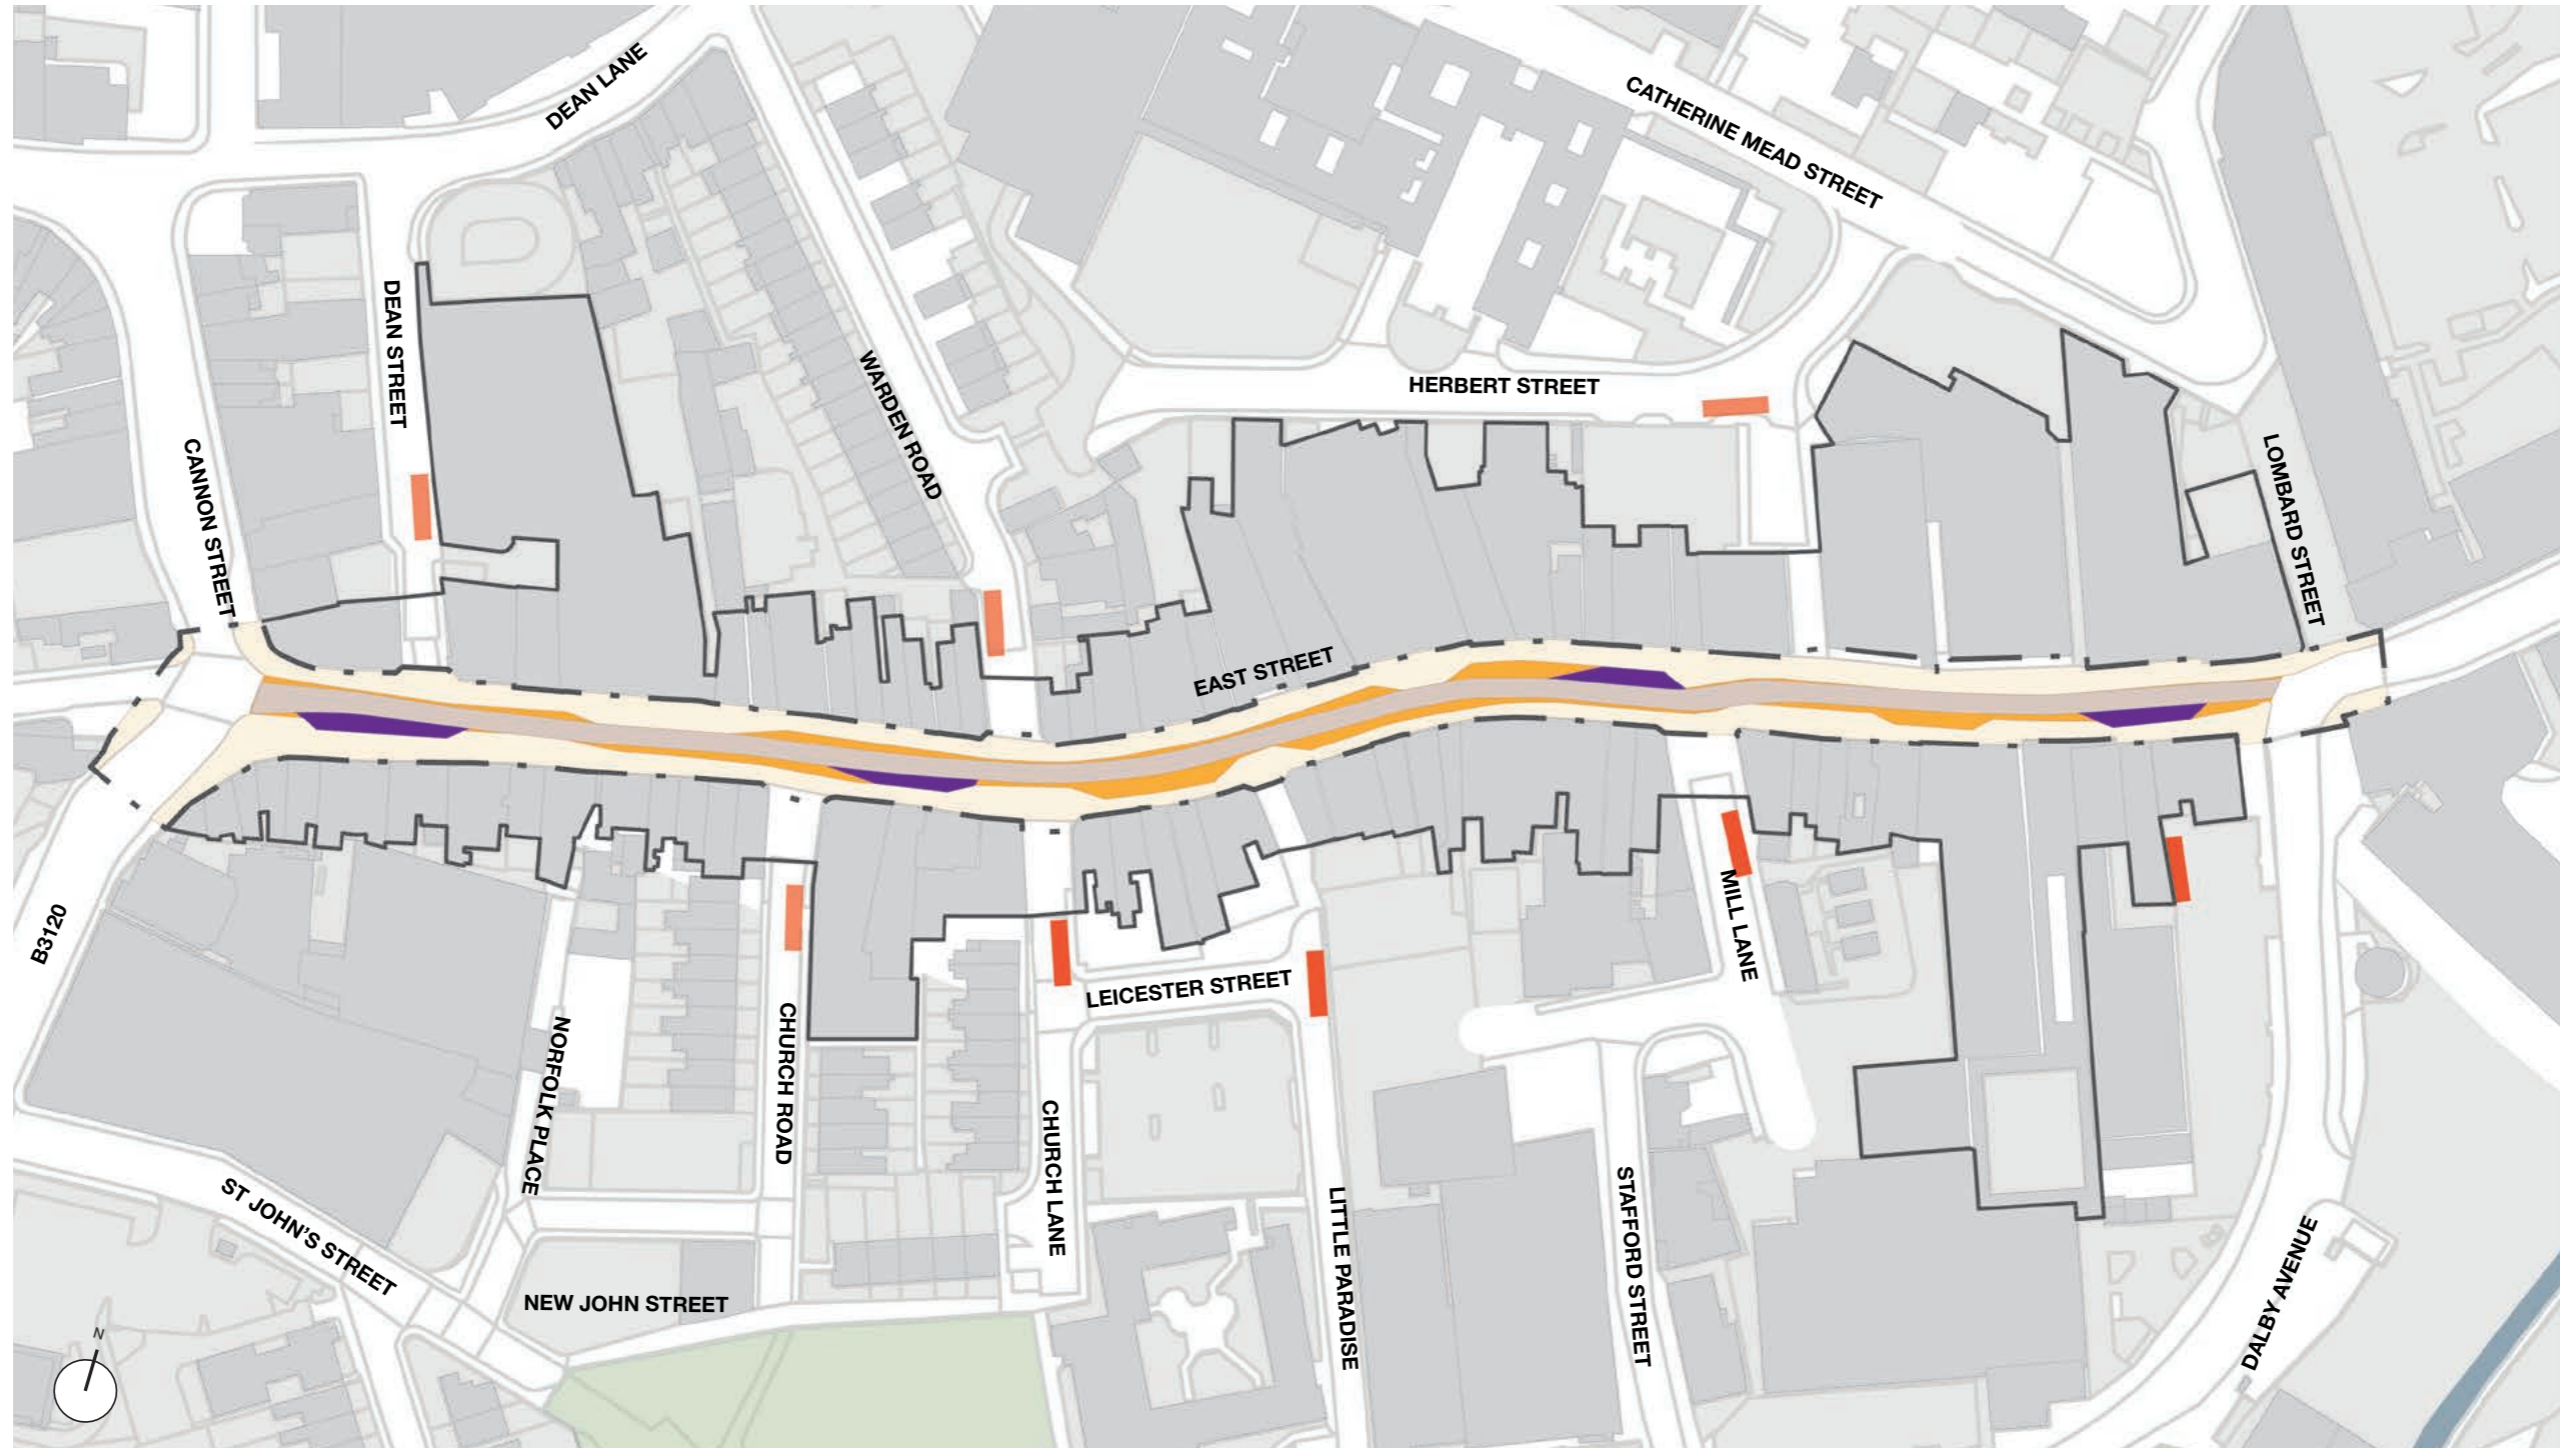 DEAN LANE
CATHERINE MEAD STREET
DEAN STREET
WARDEN ROAD
HERBERT STREET
CANNON STREET
LOMBARD STREET
EAST STREET
B3120
MILL LANE
LEICESTER STREET
NORFOLK PLACE
CHURCH ROAD
CHURCH LANE
ST JOHN'S STREET
LITTLE PARADISE
STAFFORD STREET
DALBY AVENUE
NEW JOHN STREET
N